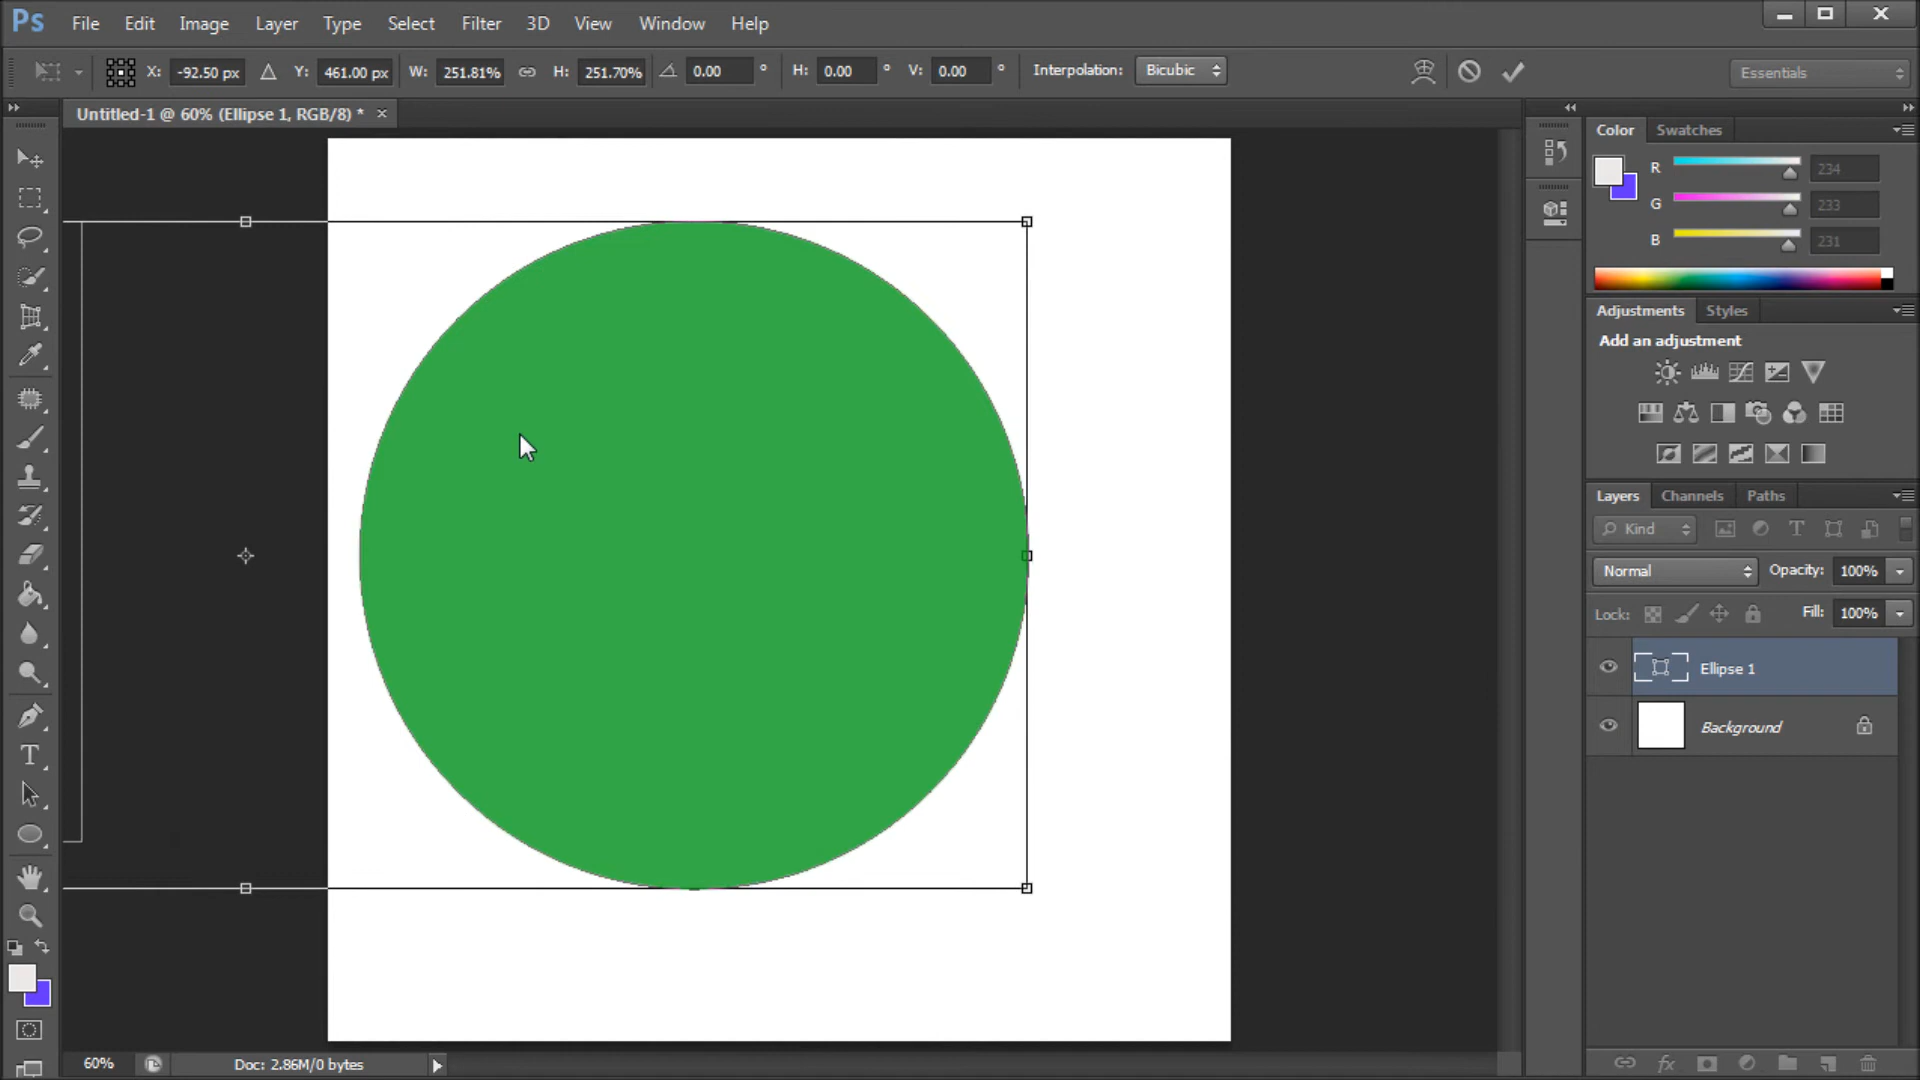 Ps File Edit Image Layer Type Select Filter 3D View Window Help
X: -92.50 px Y: 461.00 px W: 251.81% H: 251.70% 0.00 ° H: 0.00 ° V: 0.00 ° Interpolation: Bicubic Essentials
Untitled-1 @ 60% (Ellipse 1, RGB/8) * ×
Color Swatches
R 234
G 233
B 231
Adjustments Styles
Add an adjustment
Layers Channels Paths
Kind T
Normal Opacity: 100%
Lock: Fill: 100%
Ellipse 1
Background
T
60% Doc: 2.86M/0 bytes
fx